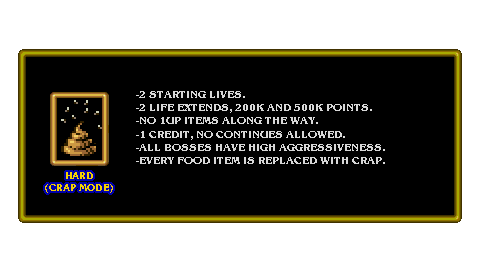 -2 STARTING LIVES.
-2 LIFE EXTENDS, 200K AND 500K POINTS.
-NO 1UP ITEMS ALONG THE WAY.
-1 CREDIT, NO CONTINUES ALLOWED.
-ALL BOSSES HAVE HIGH AGGRESSIVENESS.
-EVERY FOOD ITEM IS REPLACED WITH CRAP.
HARD
(CRAP MODE)